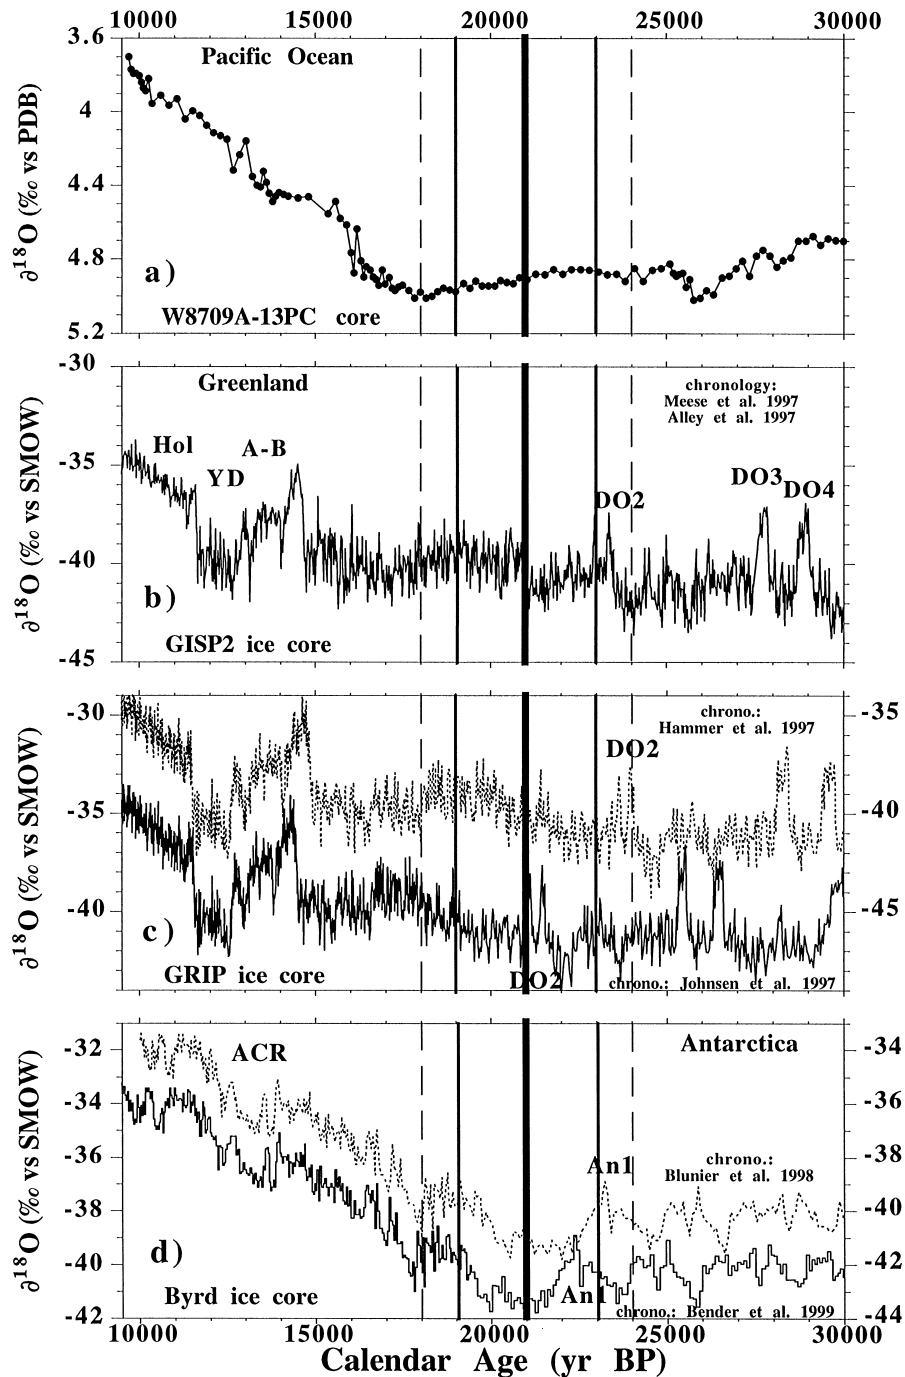 10000 15000 20000 25000 30000
3.6
4
4.4
4.8
5.2
∂18O (‰ vs PDB)
Pacific Ocean
a)
W8709A-13PC core
-30
-35
-40
-45
∂18O (‰ vs SMOW)
Greenland
chronology:
Meese et al. 1997
Alley et al. 1997
Hol
YD
A-B
DO2
DO3
DO4
b)
GISP2 ice core
-30
-35
-40
∂18O (‰ vs SMOW)
-35
-40
-45
chrono.:
Hammer et al. 1997
DO2
c)
GRIP ice core
DO2
chrono.: Johnsen et al. 1997
-32
-34
-36
-38
-40
-42
∂18O (‰ vs SMOW)
-34
-36
-38
-40
-42
-44
ACR
Antarctica
An1
chrono.:
Blunier et al. 1998
d)
Byrd ice core
An1
chrono.: Bender et al. 1999
10000 15000 20000 25000 30000
Calendar Age (yr BP)